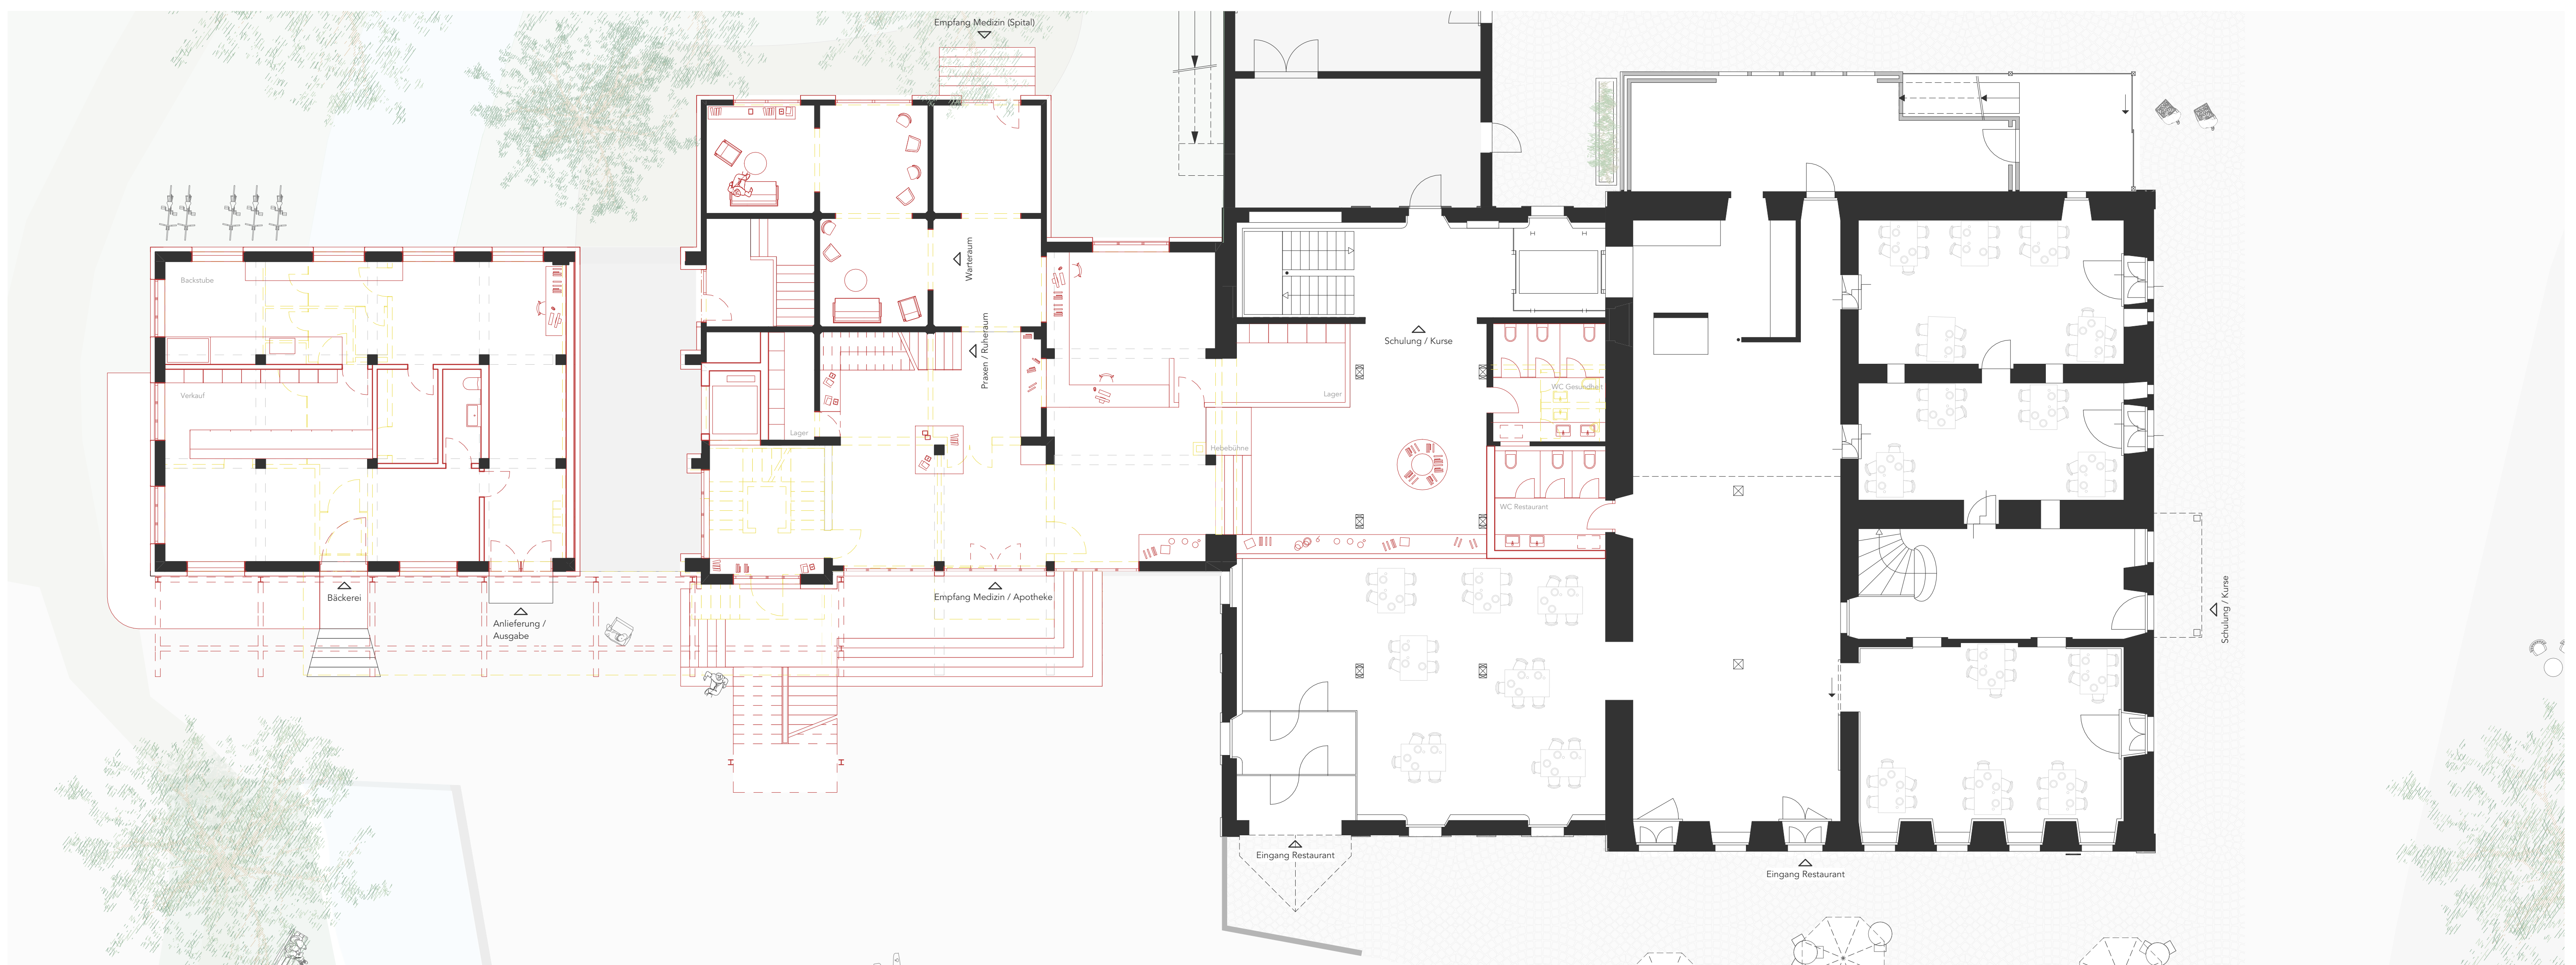 Empfang Medizin (Spital)
Backstube
Warteraum
Praxen / Ruheraum
Schulung / Kurse
Verkauf
WC Gesundheit
Lager
Lager
Hebebühne
WC Restaurant
Bäckerei
Empfang Medizin / Apotheke
Anlieferung /
Ausgabe
Schulung / Kurse
Eingang Restaurant
Eingang Restaurant